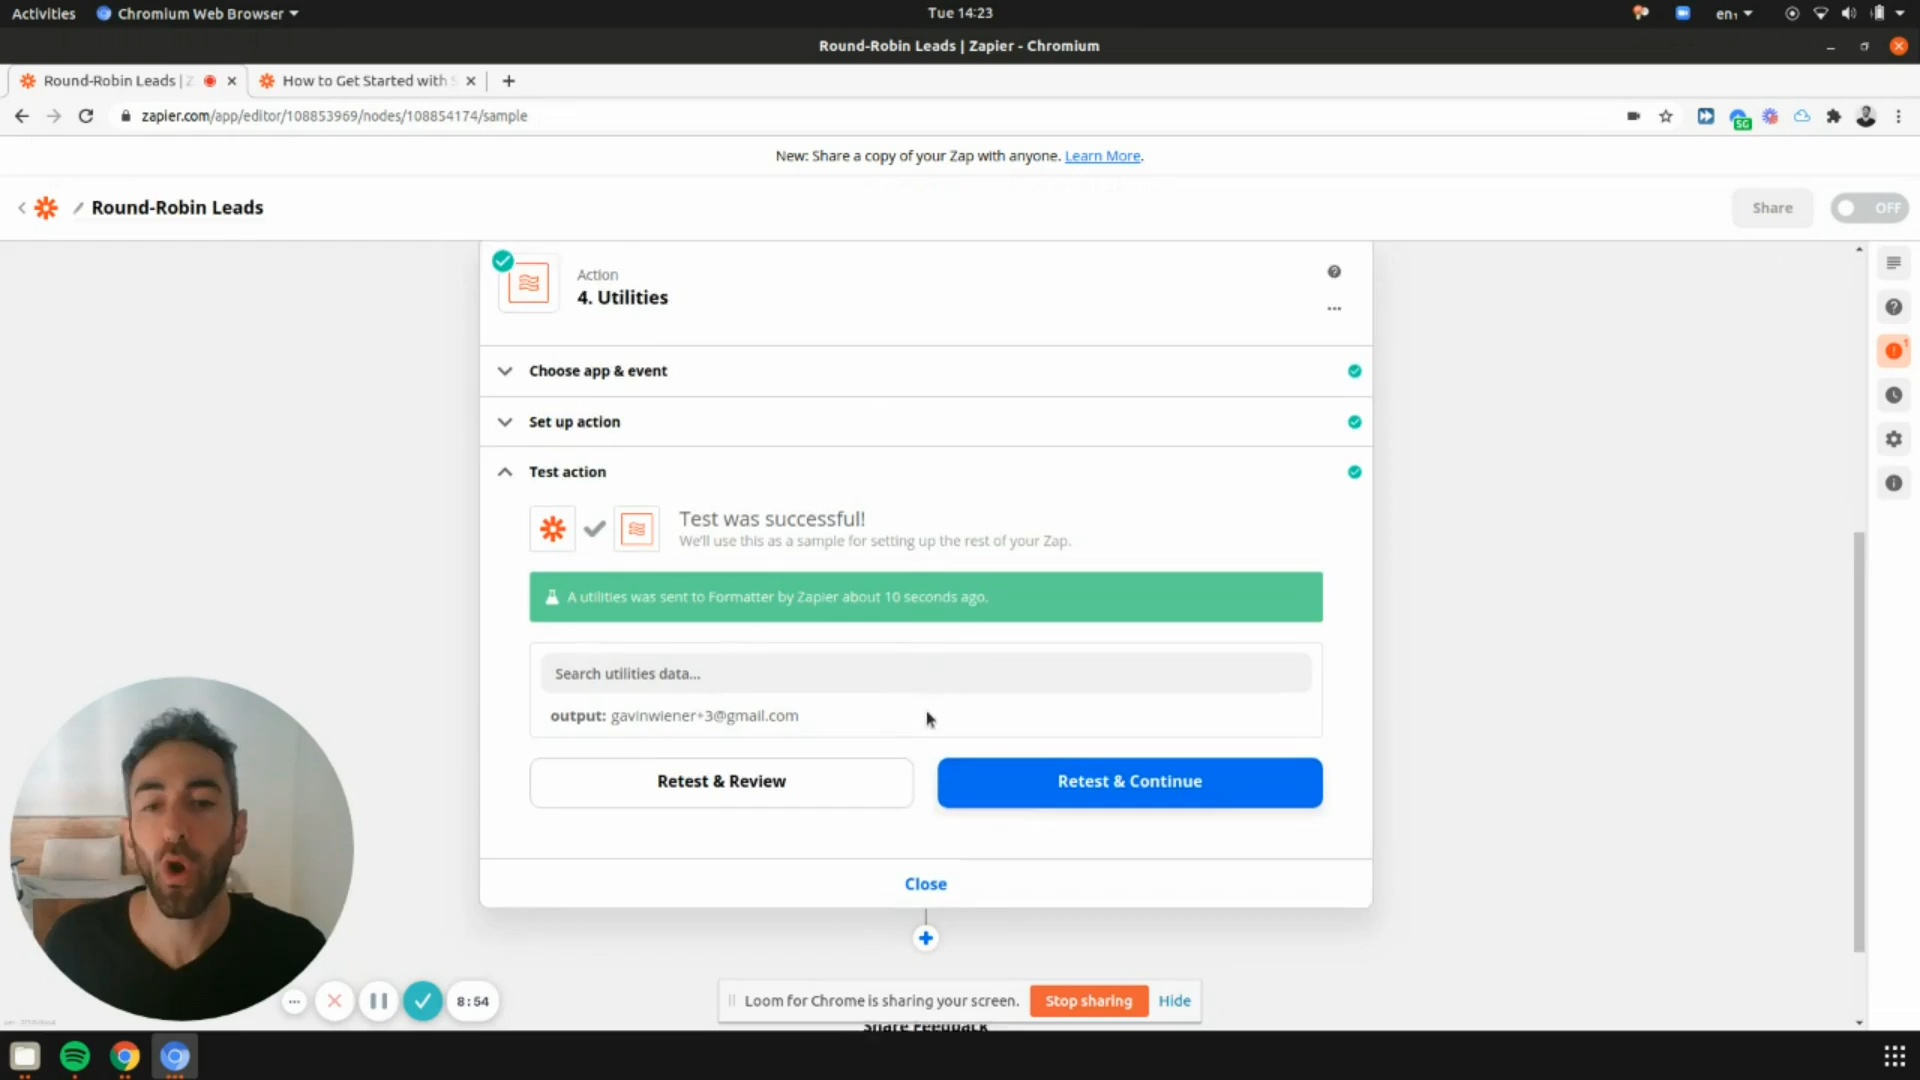 Activities
Chromium Web Browser
Tue 14:23
en₁
Round-Robin Leads | Zapier - Chromium
Round-Robin Leads | Z
How to Get Started with S
zapier.com/app/editor/108853969/nodes/108854174/sample
SG
New: Share a copy of your Zap with anyone. Learn More.
Round-Robin Leads
Share
OFF
Action
4. Utilities
1
Choose app & event
Set up action
Test action
Test was successful!
We'll use this as a sample for setting up the rest of your Zap.
A utilities was sent to Formatter by Zapier about 10 seconds ago.
Search utilities data...
output: gavinwiener+3@gmail.com
Retest & Review
Retest & Continue
Close
8:54
Loom for Chrome is sharing your screen.
Stop sharing
Hide
Share Feedback